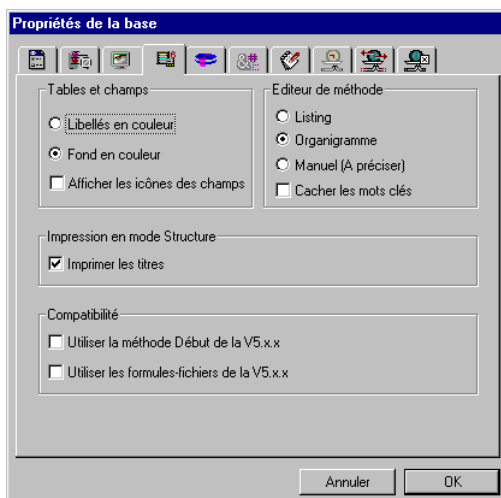 Propriétés de la base
&#
Tables et champs
Libellés en couleur
Fond en couleur
Afficher les icônes des champs
Editeur de méthode
Listing
Organigramme
Manuel (A préciser)
Cacher les mots clés
Impression en mode Structure
Imprimer les titres
Compatibilité
Utiliser la méthode Début de la V5.x.x
Utiliser les formules-fichiers de la V5.x.x
Annuler
OK